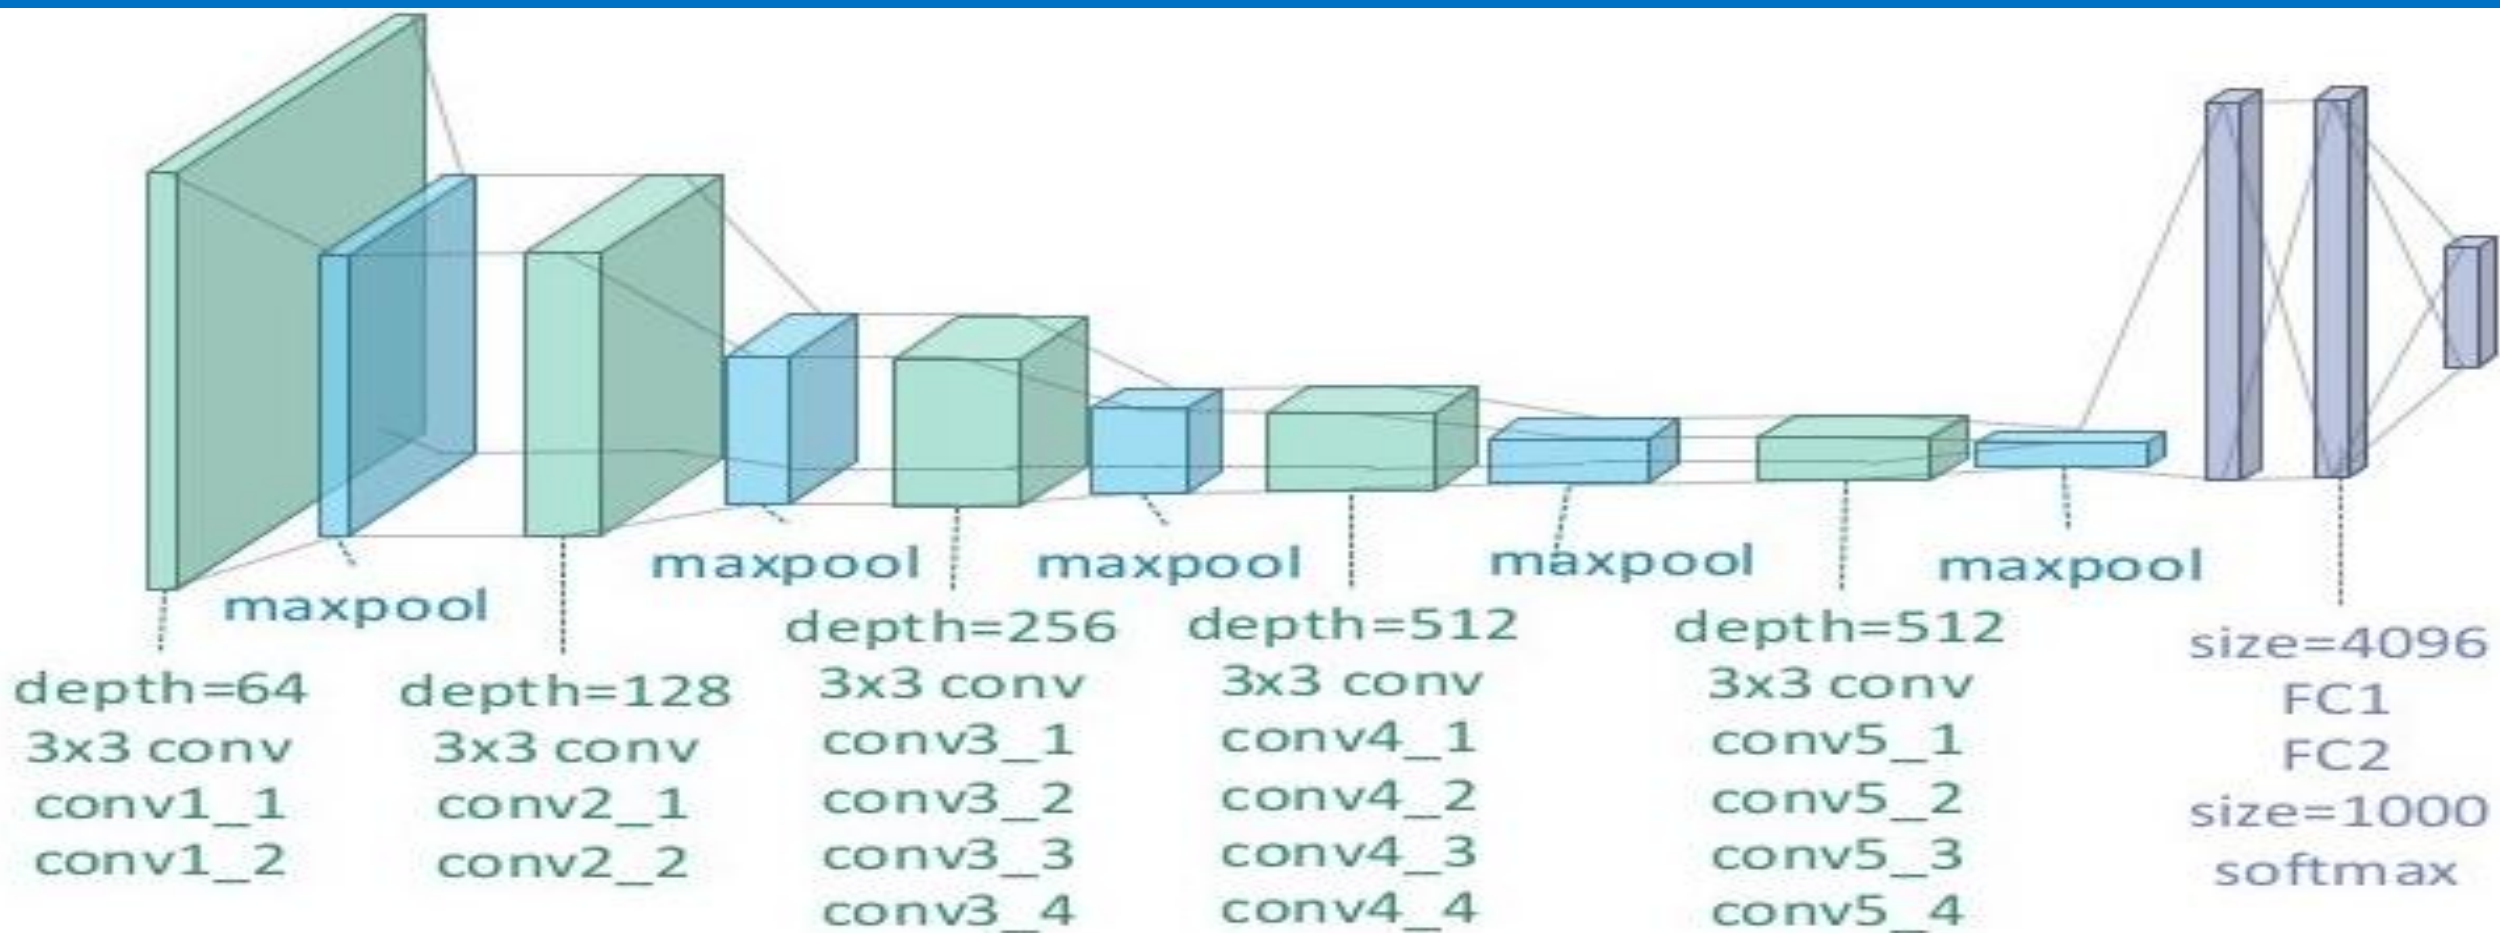 maxpool
maxpool
maxpool
maxpool
maxpool
depth=64
3x3 conv
conv1_1
conv1_2
depth=128
3x3 conv
conv2_1
conv2_2
depth=256
3x3 conv
conv3_1
conv3_2
conv3_3
conv3_4
depth=512
3x3 conv
conv4_1
conv4_2
conv4_3
conv4_4
depth=512
3x3 conv
conv5_1
conv5_2
conv5_3
conv5_4
size=4096
FC1
FC2
size=1000
softmax